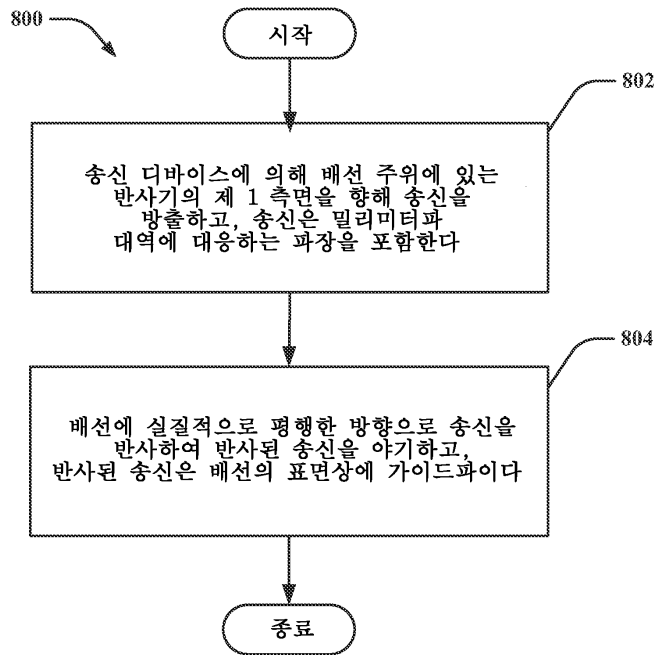 800
시작
802
송신 디바이스에 의해 배선 주위에 있는
반사기의 제 1 측면을 향해 송신을
방출하고, 송신은 밀리미터파
대역에 대응하는 파장을 포함한다
804
배선에 실질적으로 평행한 방향으로 송신을
반사하여 반사된 송신을 야기하고,
반사된 송신은 배선의 표면상에 가이드파이다
종료